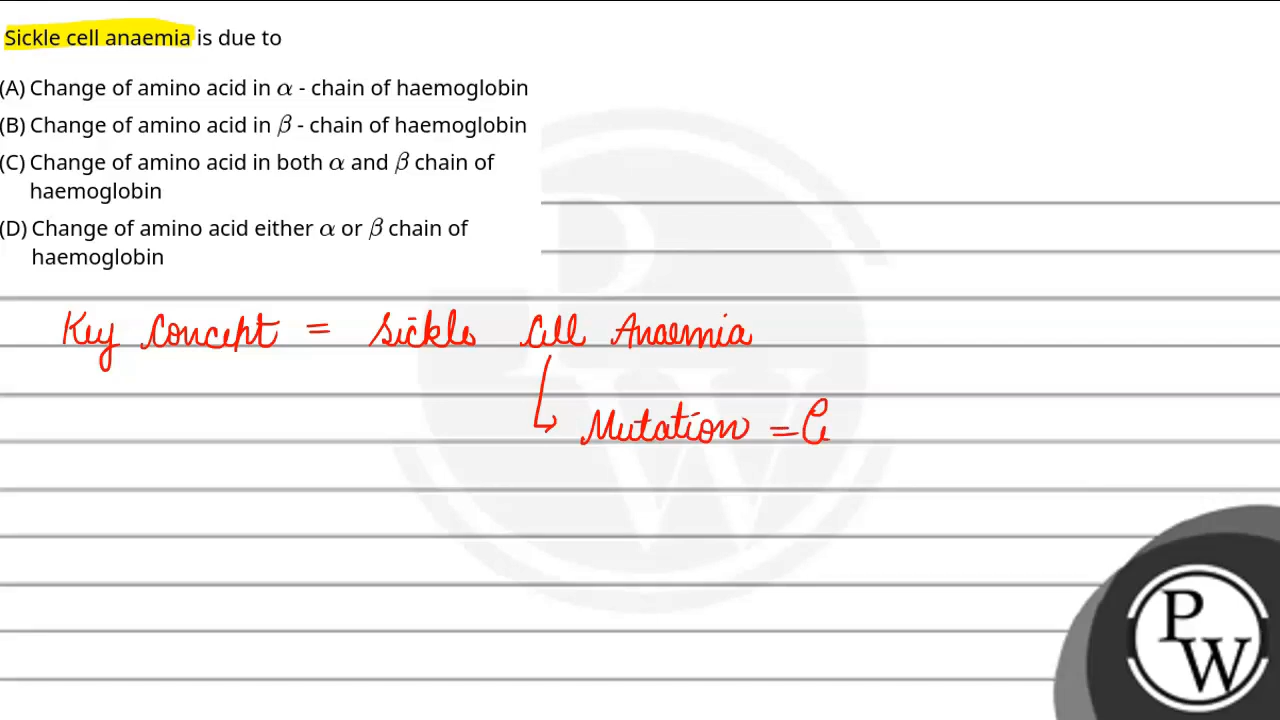 Sickle cell anaemia is due to
(A) Change of amino acid in α - chain of haemoglobin
(B) Change of amino acid in β - chain of haemoglobin
(C) Change of amino acid in both α and β chain of
haemoglobin
(D) Change of amino acid either α or β chain of
haemoglobin
Key Concept = Sickle Cell Anaemia
Mutation =
P
W
P
W